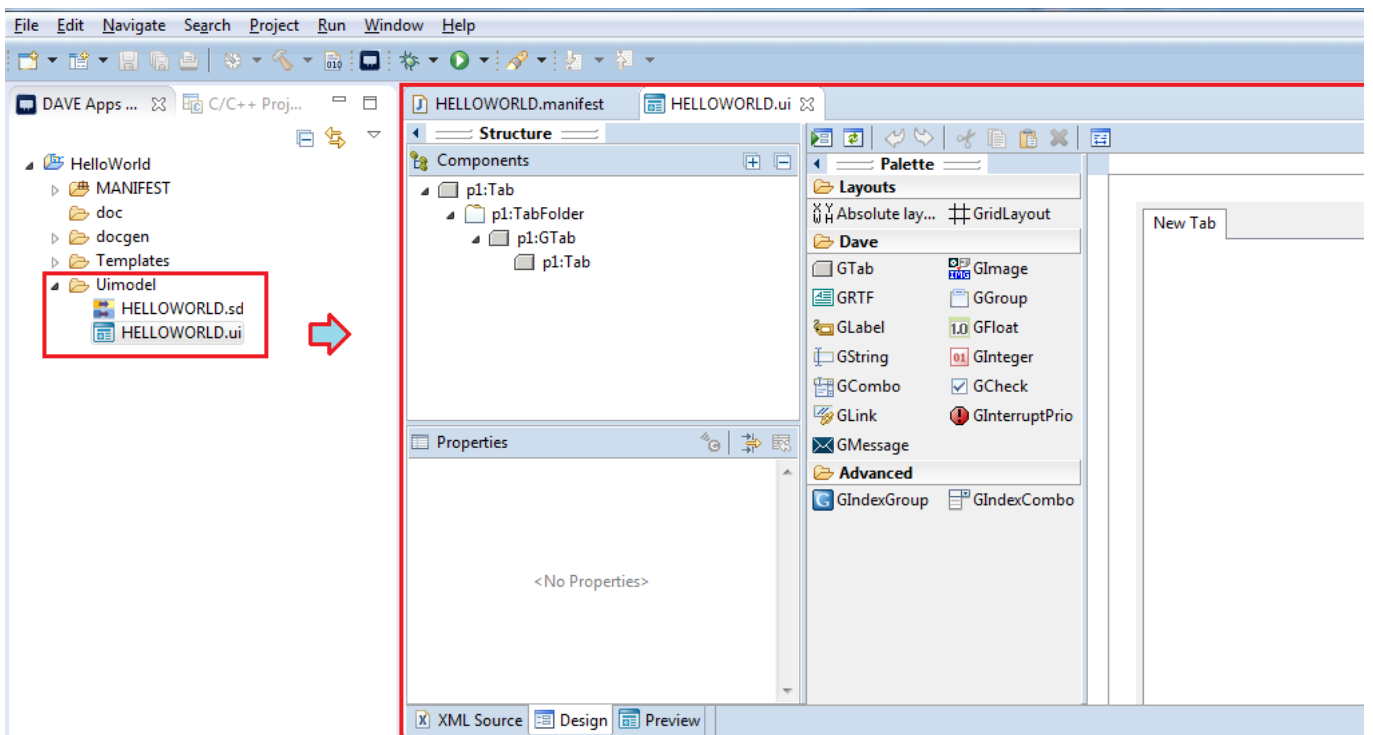 File Edit Navigate Search Project Run Window Help
DAVE Apps ... C/C++ Proj...
HelloWorld
MANIFEST
doc
docgen
Templates
Uimodel
HELLOWORLD.sd
HELLOWORLD.ui
HELLOWORLD.manifest HELLOWORLD.ui
Structure
Components
p1:Tab
p1:TabFolder
p1:GTab
p1:Tab
Properties
<No Properties>
Palette
Layouts
Absolute lay... GridLayout
Dave
GTab GImage
GRTF GGroup
GLabel GFloat
GString GInteger
GCombo GCheck
GLink GInterruptPrio
GMessage
Advanced
GIndexGroup GIndexCombo
New Tab
XML Source Design Preview